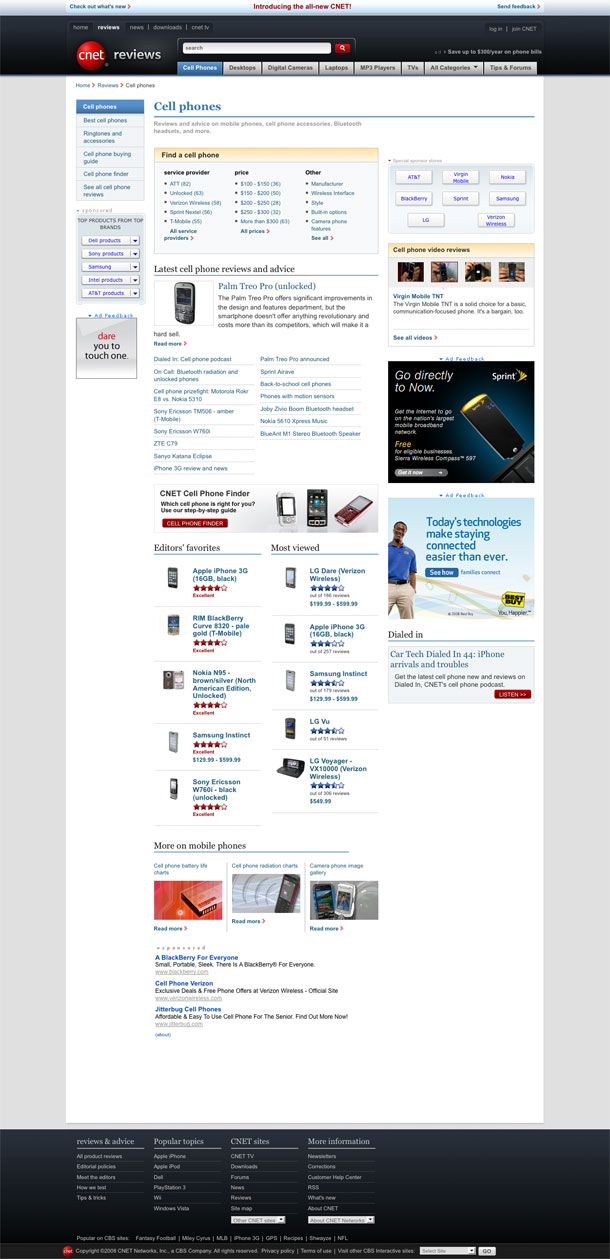 Check out what's new
Introducing the all-new CNET!
Send feedback
home | reviews | news | downloads | cnet tv
log in | join CNET
cnet reviews
search
ad Save up to $300/year on phone bills
Cell Phones Desktops Digital Cameras Laptops MP3 Players TVs All Categories Tips & Forums
Home Reviews Cell phones
Cell phones
Best cell phones
Ringtones and
accessories
Cell phone buying
guide
Cell phone finder
See all cell phone
reviews
sponsored
TOP PRODUCTS FROM TOP
BRANDS
Dell products
Sony products
Samsung
Intel products
AT&T products
Ad Feedback
dare
you to
touch one.
Cell phones
Reviews and advice on mobile phones, cell phone accessories, Bluetooth
headsets, and more.
Find a cell phone
service provider
ATT (62)
Unlocked (63)
Verizon Wireless (58)
Sprint Nextel (56)
T-Mobile (55)
All service
providers
price
$100 - $150 (36)
$150 - $200 (50)
$200 - $250 (28)
$250 - $300 (32)
More than $300 (63)
All prices
Other
Manufacturer
Wireless Interface
Style
Built-in options
Camera phone
features
See all
Latest cell phone reviews and advice
Palm Treo Pro (unlocked)
The Palm Treo Pro offers significant improvements in
the design and features department, but the
smartphone doesn't offer anything revolutionary and
costs more than its competitors, which will make it a
hard sell.
Read more
Dialed In: Cell phone podcast
On Call: Bluetooth radiation and
unlocked phones
Cell phone prizefight: Motorola Rokr
E8 vs. Nokia 5310
Sony Ericsson TM506 - amber
(T-Mobile)
Sony Ericsson W760i
ZTE C79
Sanyo Katana Eclipse
iPhone 3G review and news
Palm Treo Pro announced
Sprint Airave
Back-to-school cell phones
Phones with motion sensors
Joby Zivio Boom Bluetooth headset
Nokia 5610 Xpress Music
BlueAnt M1 Stereo Bluetooth Speaker
CNET Cell Phone Finder
Which cell phone is right for you?
Use our step-by-step guide
CELL PHONE FINDER
Editors' favorites
Apple iPhone 3G
(16GB, black)
Excellent
RIM BlackBerry
Curve 8320 - pale
gold (T-Mobile)
Excellent
Nokia N95 -
brown/silver (North
American Edition,
Unlocked)
Excellent
Samsung Instinct
Excellent
$129.99 - $599.99
Sony Ericsson
W760i - black
(unlocked)
Excellent
Most viewed
LG Dare (Verizon
Wireless)
out of 166 reviews
$199.99 - $599.99
Apple iPhone 3G
(16GB, black)
out of 257 reviews
Samsung Instinct
out of 179 reviews
$129.99 - $599.99
LG Vu
out of 51 reviews
LG Voyager -
VX10000 (Verizon
Wireless)
out of 306 reviews
$549.99
More on mobile phones
Cell phone battery life
charts
Read more
Cell phone radiation charts
Read more
Camera phone image
gallery
Read more
sponsored
A BlackBerry For Everyone
Small, Portable, Sleek. There Is A BlackBerry® For Everyone.
www.blackberry.com
Cell Phone Verizon
Exclusive Deals & Free Phone Offers at Verizon Wireless - Official Site
www.verizonwireless.com
Jitterbug Cell Phones
Affordable & Easy To Use Cell Phone For The Senior. Find Out More Now!
www.jitterbug.com
(about)
Special sponsor stores
AT&T
Virgin
Mobile
Nokia
BlackBerry
Sprint
Samsung
LG
Verizon
Wireless
Cell phone video reviews
Virgin Mobile TNT
The Virgin Mobile TNT is a solid choice for a basic,
communication-focused phone. It's a bargain, too.
See all videos
Ad Feedback
Go directly
to Now.
Sprint
Get the Internet to go
on the nation's largest
mobile broadband
network.
Free
for eligible businesses.
Sierra Wireless Compass™ 597
Get it now
Ad Feedback
Today's technologies
make staying
connected
easier than ever.
See how families connect
BEST BUY
You, Happier.™
© 2008 Best Buy
Dialed in
Car Tech Dialed In 44: iPhone
arrivals and troubles
Get the latest cell phone new and reviews on
Dialed In, CNET's cell phone podcast.
LISTEN >>
reviews & advice
All product reviews
Editorial policies
Meet the editors
How we test
Tips & tricks
Popular topics
Apple iPhone
Apple iPod
Dell
PlayStation 3
Wii
Windows Vista
CNET sites
CNET TV
Downloads
Forums
News
Reviews
Site map
Other CNET sites
More information
Newsletters
Corrections
Customer Help Center
RSS
What's new
About CNET
About CNET Networks
Popular on CBS sites: Fantasy Football | Miley Cyrus | MLB | iPhone 3G | GPS | Recipes | Shwayze | NFL
cnet Copyright ©2008 CNET Networks, Inc., a CBS Company. All rights reserved. Privacy policy | Terms of use | Visit other CBS Interactive sites: Select Site GO